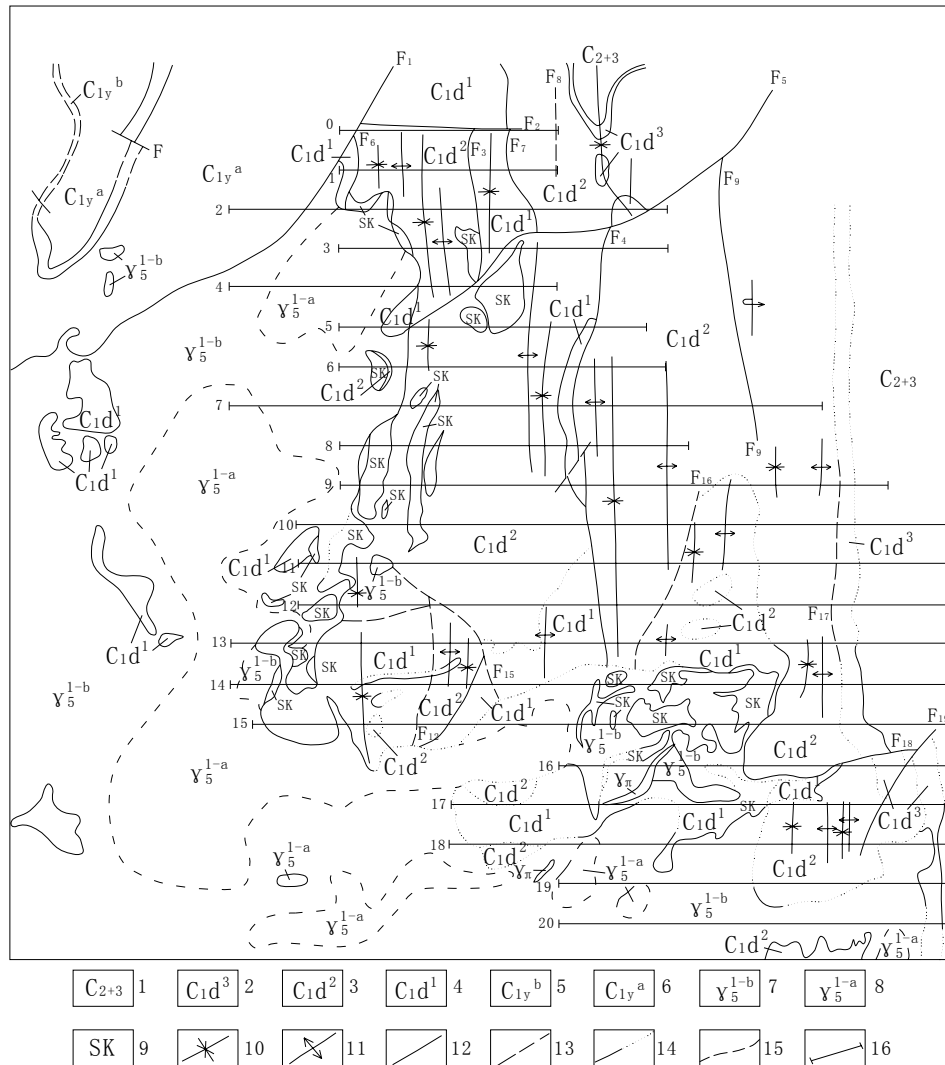 F₁
C₂₊₃
F₈
F₅
C₁yᵇ
C₁d¹
0
F₂
F
F₆
C₁d²
F₃
F₇
C₁d³
C₁d¹
C₁yᵃ
1
C₁d²
F₉
C₁yᵃ
2
SK
C₁d¹
SK
3
F₄
γ₅¹⁻ᵇ
4
SK
γ₅¹⁻ᵃ
C₁d¹
SK
C₁d¹
5
C₁d²
γ₅¹⁻ᵇ
6
SK
SK
C₂₊₃
C₁d²
7
C₁d¹
SK
8
F₉
SK
C₁d¹
γ₅¹⁻ᵃ
9
SK
F₁₆
10
C₁d²
C₁d³
C₁d¹
11
SK
γ₅¹⁻ᵇ
C₁d²
12
SK
C₁d¹
F₁₇
C₁d²
13
C₁d¹
SK
C₁d¹
C₁d¹
γ₅¹⁻ᵇ
SK
F₁₅
SK
SK
14
γ₅¹⁻ᵇ
SK
C₁d²
C₁d¹
SK
SK
SK
15
F₁₂
γ₅¹⁻ᵇ
F₁₉
C₁d²
SK
C₁d²
F₁₈
γ₅¹⁻ᵃ
16
γ₅¹⁻ᵇ
C₁d²
γπ
C₁d¹
17
SK
C₁d¹
C₁d¹
C₁d³
18
C₁d²
γ₅¹⁻ᵃ
γπ
γ₅¹⁻ᵃ
C₁d²
19
γ₅¹⁻ᵇ
γ₅¹⁻ᵃ
20
C₁d²
γ₅¹⁻ᵃ
C₂₊₃ 1 C₁d³ 2 C₁d² 3 C₁d¹ 4 C₁yᵇ 5 C₁yᵃ 6 γ₅¹⁻ᵇ 7 γ₅¹⁻ᵃ 8
SK 9 10 11 12 13 14 15 16